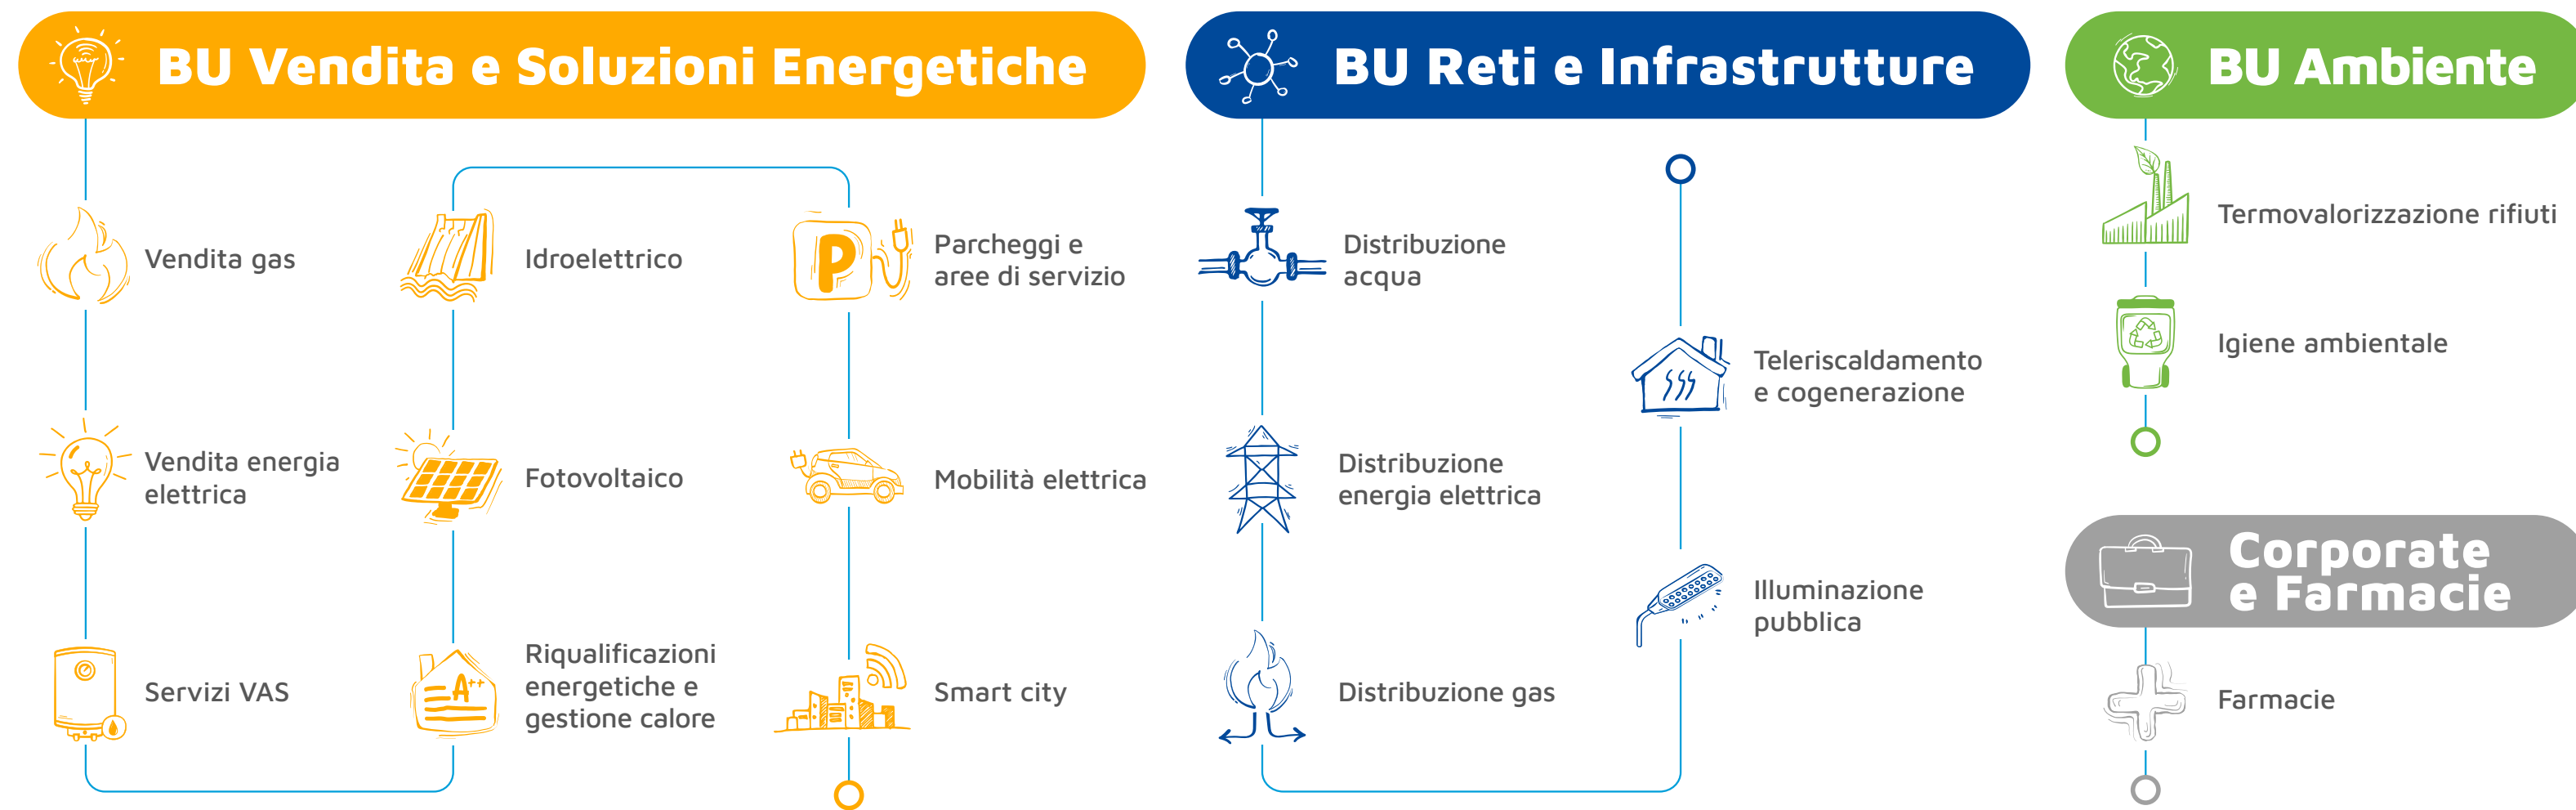 BU Vendita e Soluzioni Energetiche
Vendita gas
Vendita energia
elettrica
Servizi VAS
Idroelettrico
Fotovoltaico
A++
Riqualificazioni
energetiche e
gestione calore
P
Parcheggi e
aree di servizio
Mobilità elettrica
Smart city
BU Reti e Infrastrutture
Distribuzione
acqua
Distribuzione
energia elettrica
Distribuzione gas
Teleriscaldamento
e cogenerazione
Illuminazione
pubblica
BU Ambiente
Termovalorizzazione rifiuti
Igiene ambientale
Corporate
e Farmacie
Farmacie